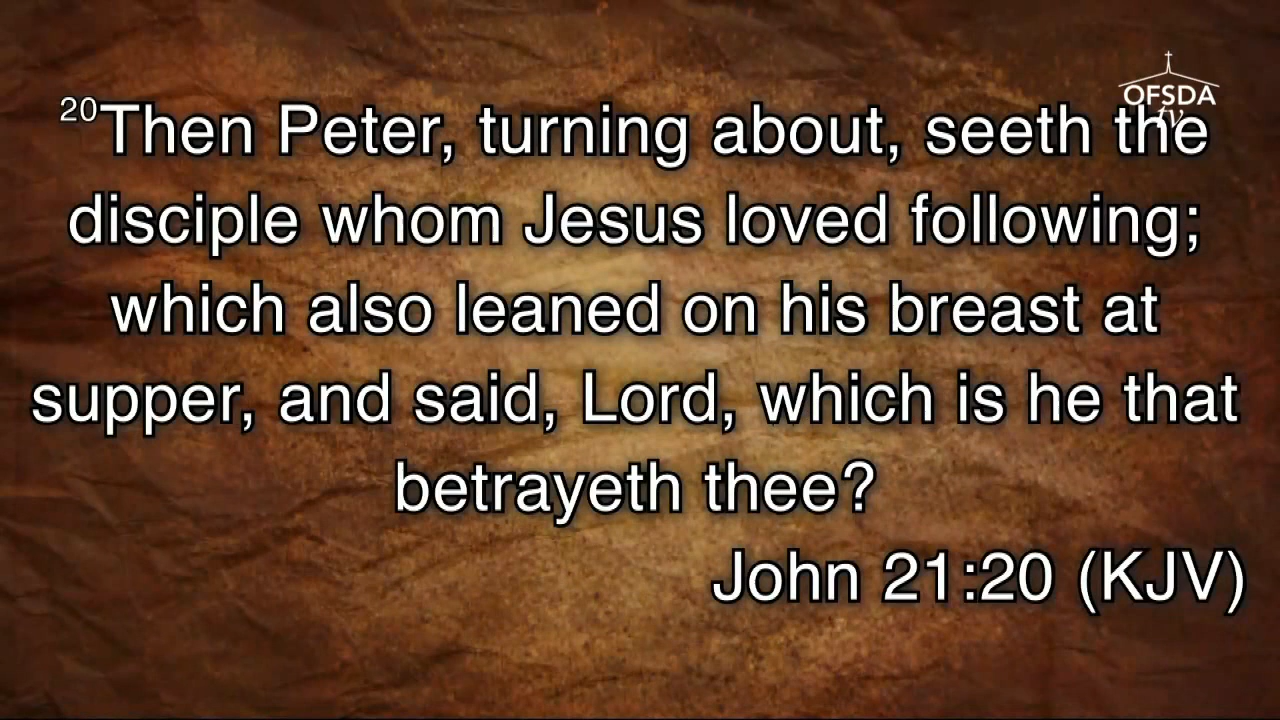 OFSDA
tv
20Then Peter, turning about, seeth the
disciple whom Jesus loved following;
which also leaned on his breast at
supper, and said, Lord, which is he that
betrayeth thee?
John 21:20 (KJV)